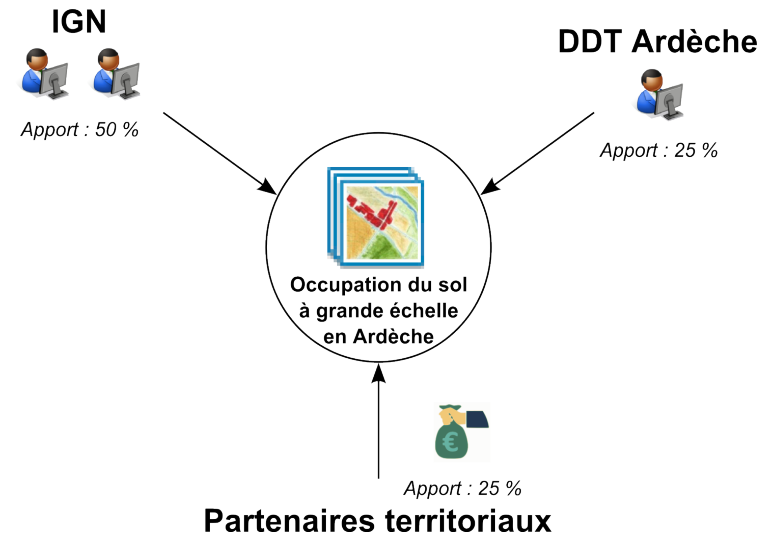 IGN
Apport : 50 %
DDT Ardèche
Apport : 25 %
Occupation du sol
à grande échelle
en Ardèche
€
Apport : 25 %
Partenaires territoriaux